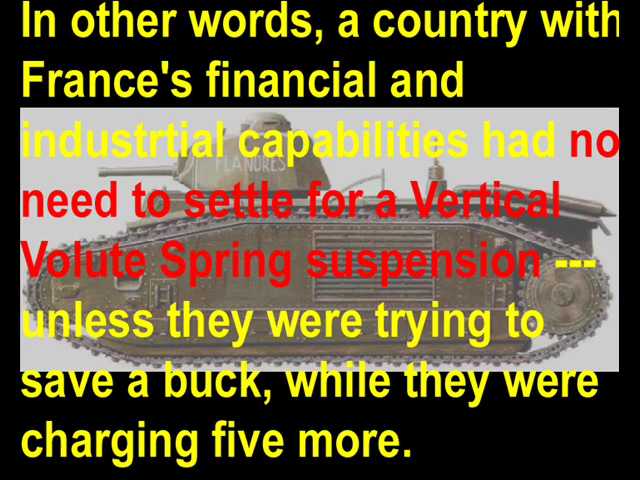 In other words, a country with
France's financial and
industrtial capabilities had no
need to settle for a Vertical
Volute Spring suspension ---
unless they were trying to
save a buck, while they were
charging five more.
FLANDRES